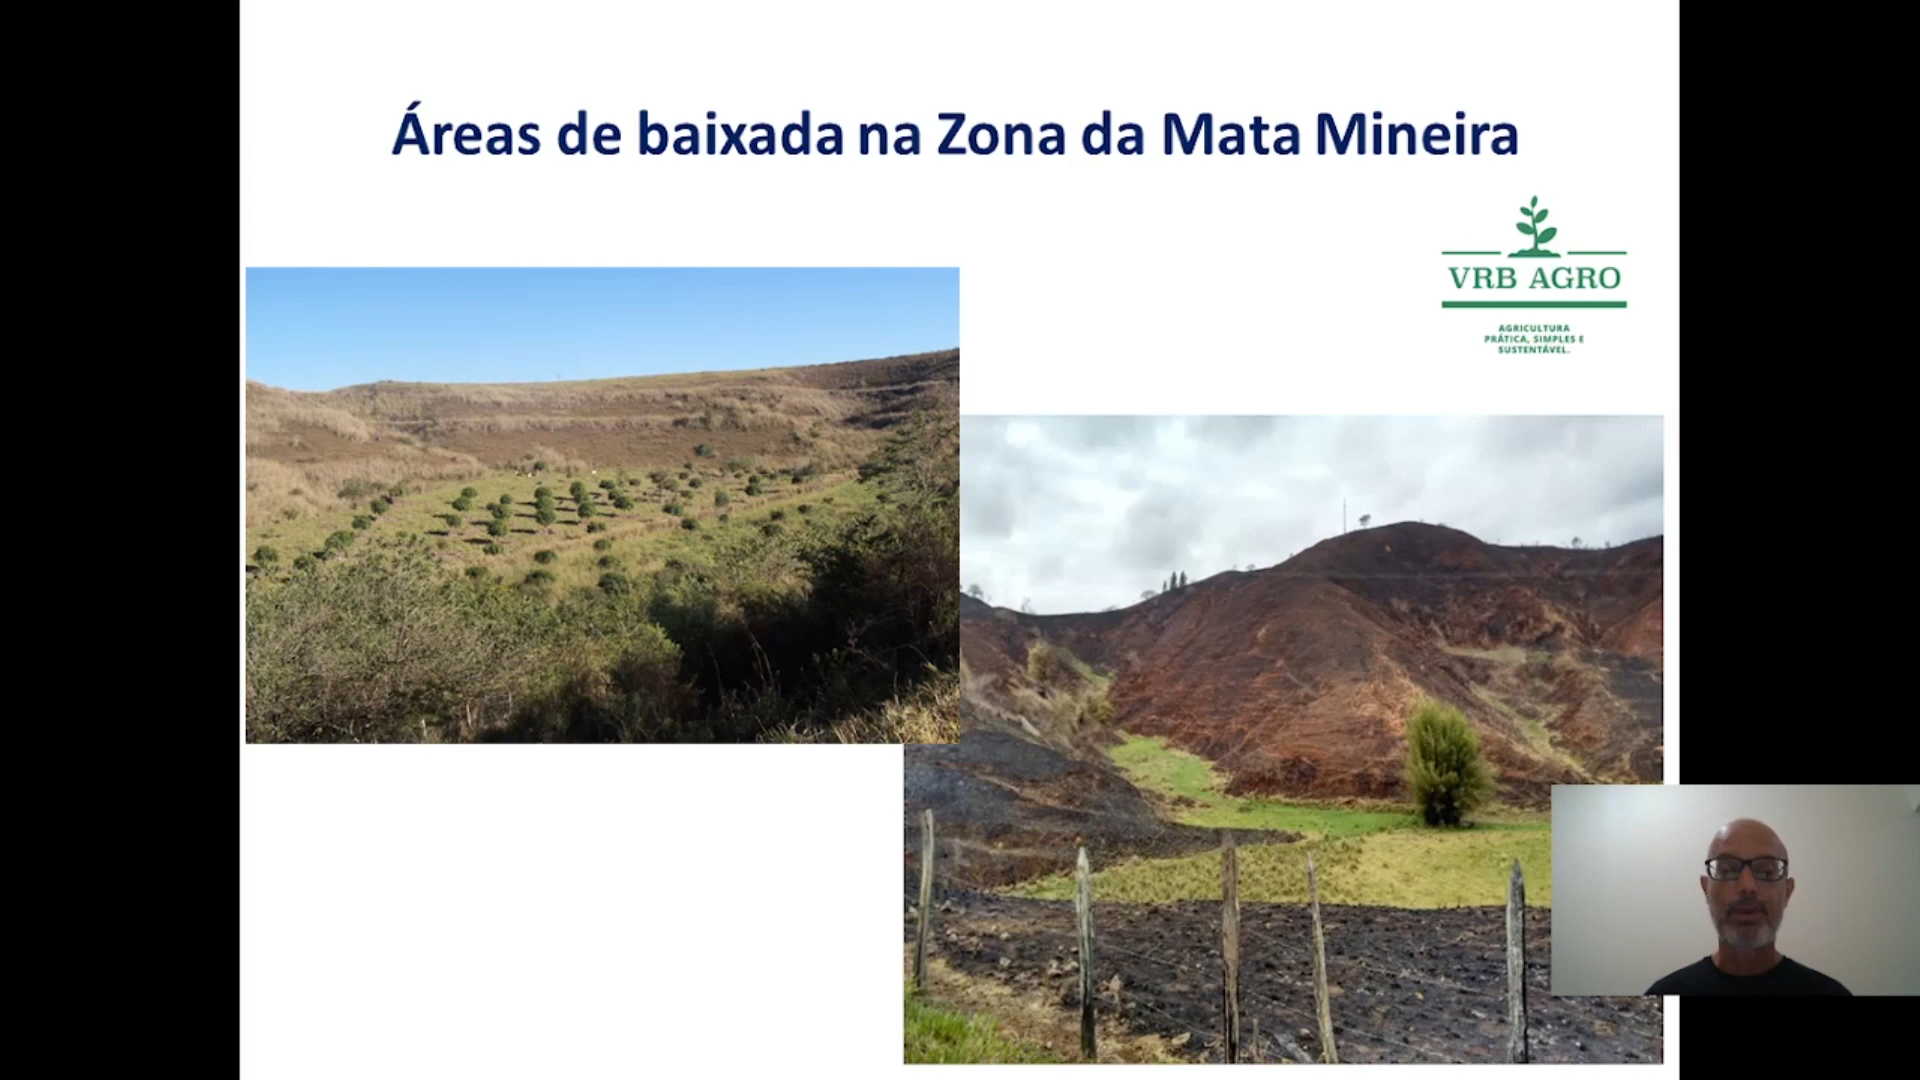 Áreas de baixada na Zona da Mata Mineira
VRB AGRO
AGRICULTURA
PRÁTICA, SIMPLES E
SUSTENTÁVEL.